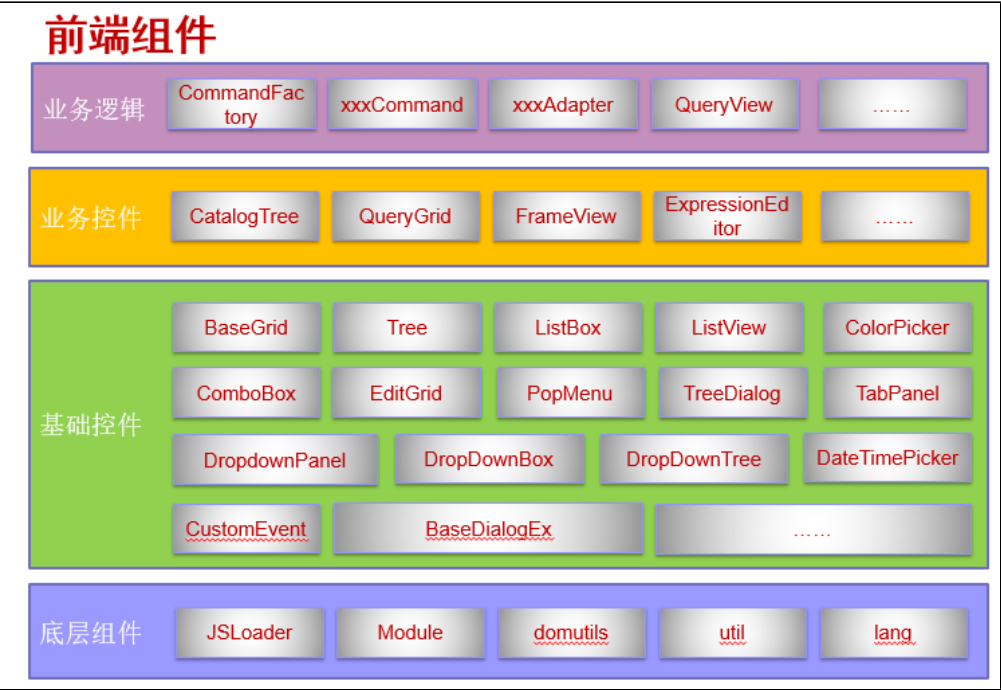 前端组件
业务逻辑
CommandFac
tory
xxxCommand
xxxAdapter
QueryView
……
业务控件
CatalogTree
QueryGrid
FrameView
ExpressionEd
itor
……
基础控件
BaseGrid
Tree
ListBox
ListView
ColorPicker
ComboBox
EditGrid
PopMenu
TreeDialog
TabPanel
DropdownPanel
DropDownBox
DropDownTree
DateTimePicker
CustomEvent
BaseDialogEx
……
底层组件
JSLoader
Module
domutils
util
lang